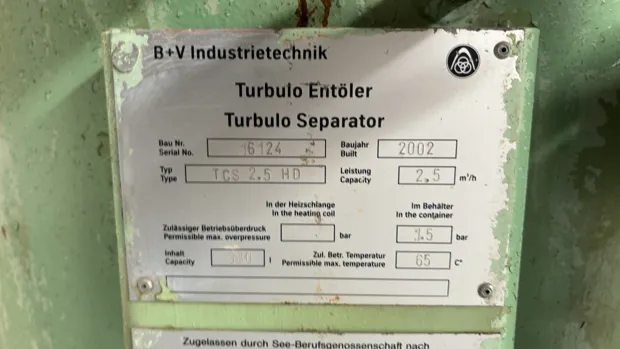 B+V Industrietechnik
Turbulo Entöler
Turbulo Separator
Bau Nr.
Serial No. 16124
Baujahr
Built 2002
Typ
Type TCS 2.5 HD
Leistung
Capacity 2,5 m³/h
In der Heizschlange
In the heating coil
Im Behälter
In the container
Zulässiger Betriebsüberdruck
Permissible max. overpressure bar
bar
Inhalt
Capacity l
Zul. Betr. Temperatur
Permissible max. temperature 65 C°
Zugelassen durch See-Berufsgenossenschaft nach